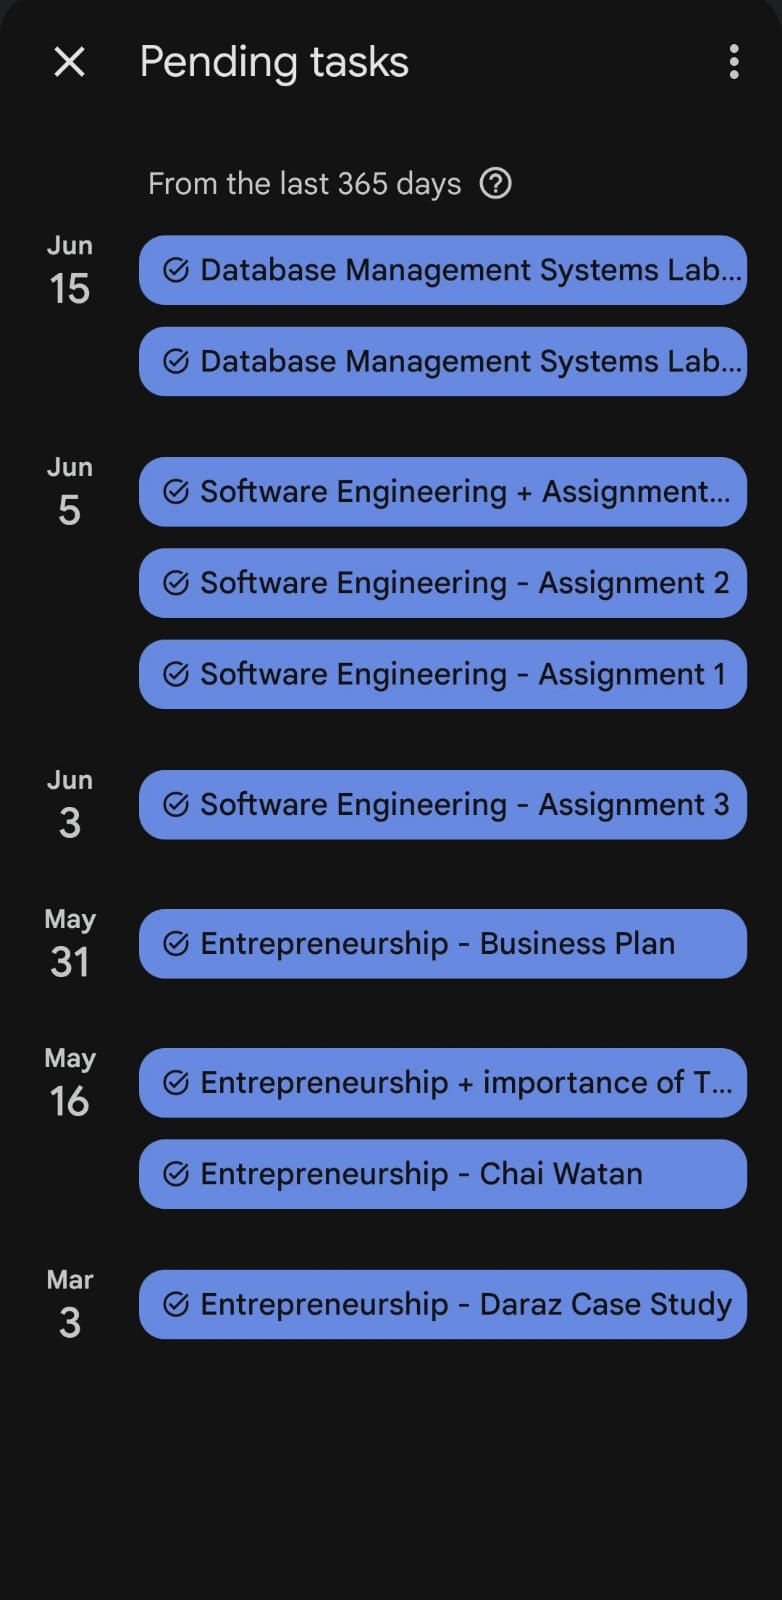 Pending tasks
From the last 365 days
Jun
15
Database Management Systems Lab...
Database Management Systems Lab...
Jun
5
Software Engineering + Assignment...
Software Engineering - Assignment 2
Software Engineering - Assignment 1
Jun
3
Software Engineering - Assignment 3
May
31
Entrepreneurship - Business Plan
May
16
Entrepreneurship + importance of T...
Entrepreneurship - Chai Watan
Mar
3
Entrepreneurship - Daraz Case Study